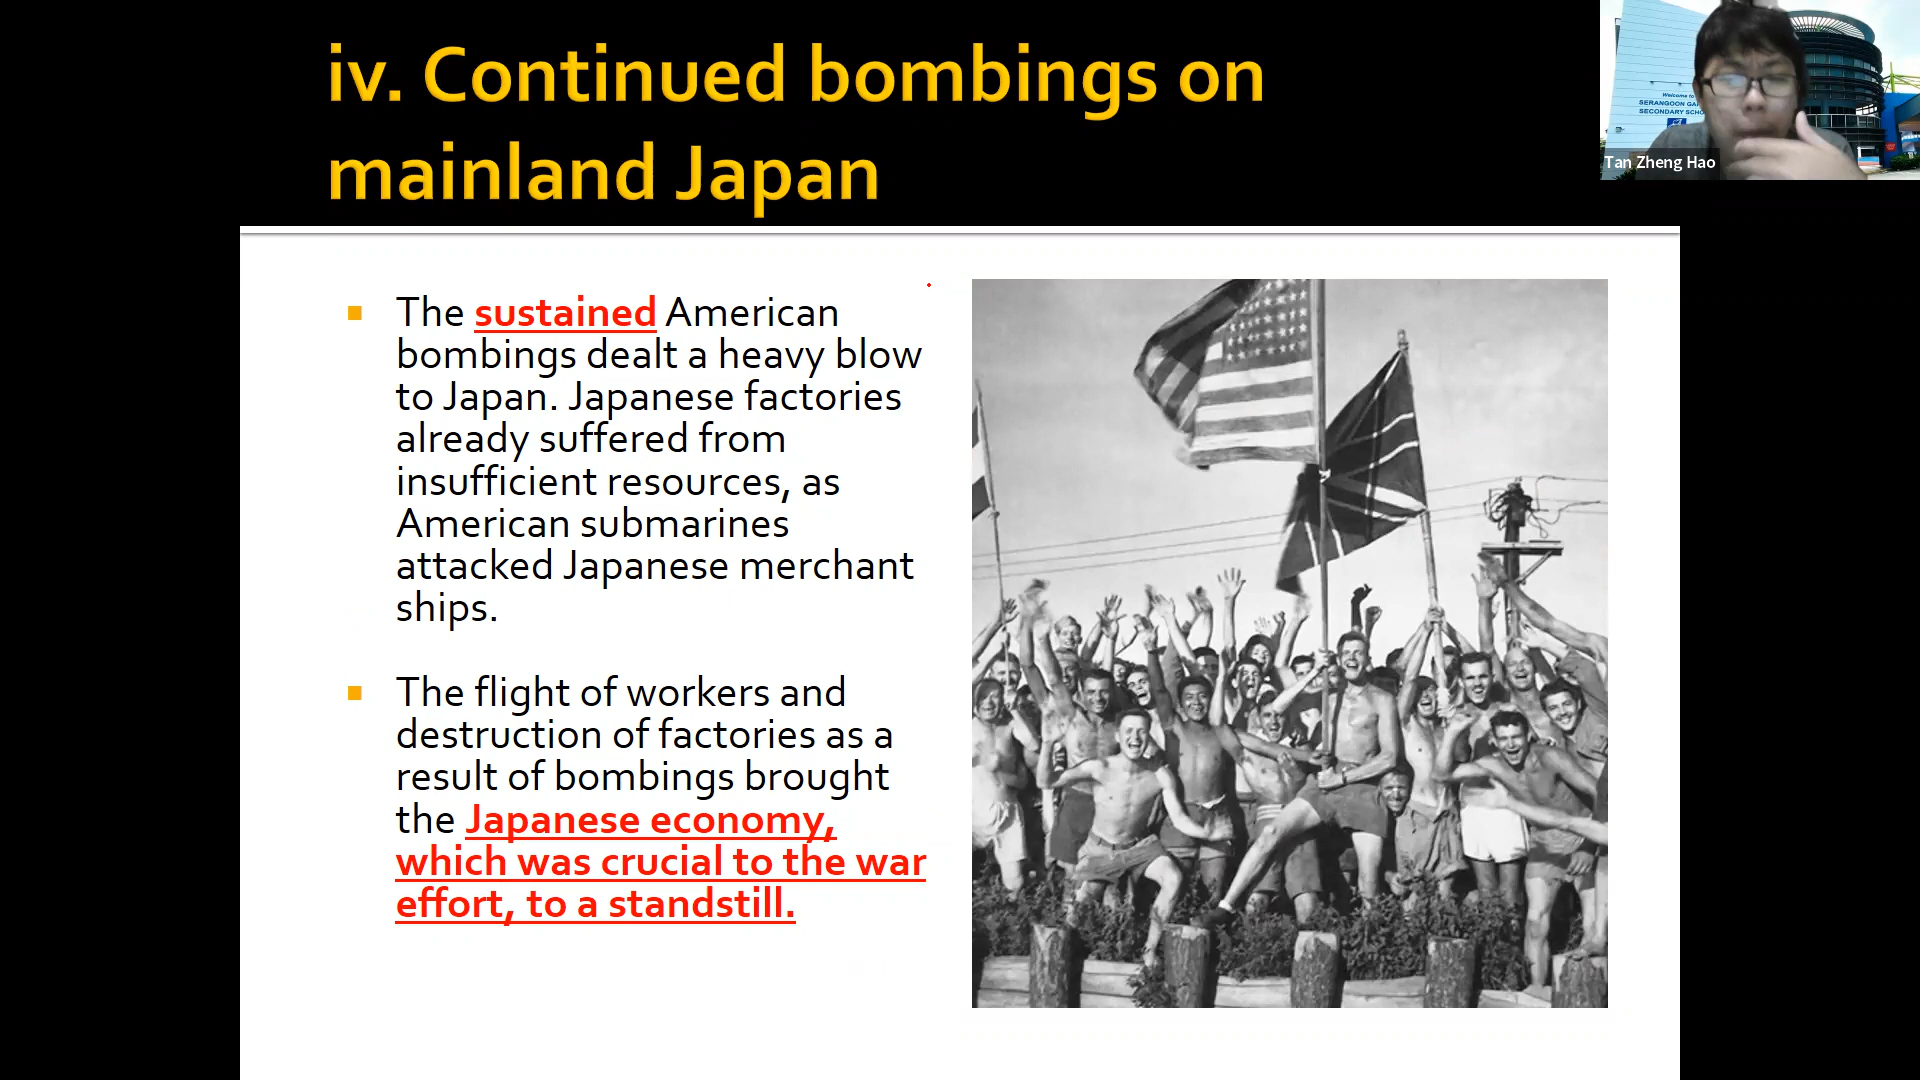 iv. Continued bombings on
mainland Japan
The sustained American
bombings dealt a heavy blow
to Japan. Japanese factories
already suffered from
insufficient resources, as
American submarines
attacked Japanese merchant
ships.
The flight of workers and
destruction of factories as a
result of bombings brought
the Japanese economy,
which was crucial to the war
effort, to a standstill.
Welcome to
SERANGOON
SECONDARY
Tan Zheng Hao